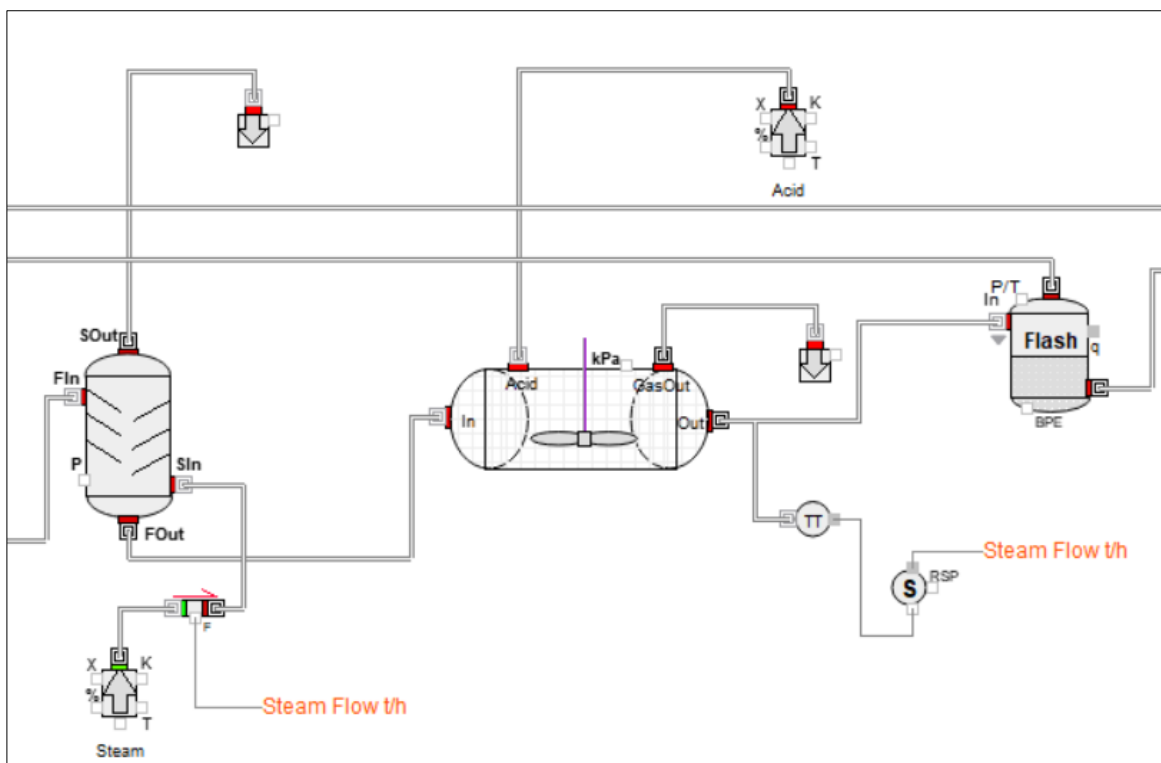 X
K
%
T
Acid
SOut
P/T
In
Flash
q
BPE
FIn
kPa
Acid
GasOut
In
Out
P
SIn
FOut
TT
Steam Flow t/h
S
RSP
F
X
K
%
T
Steam Flow t/h
Steam